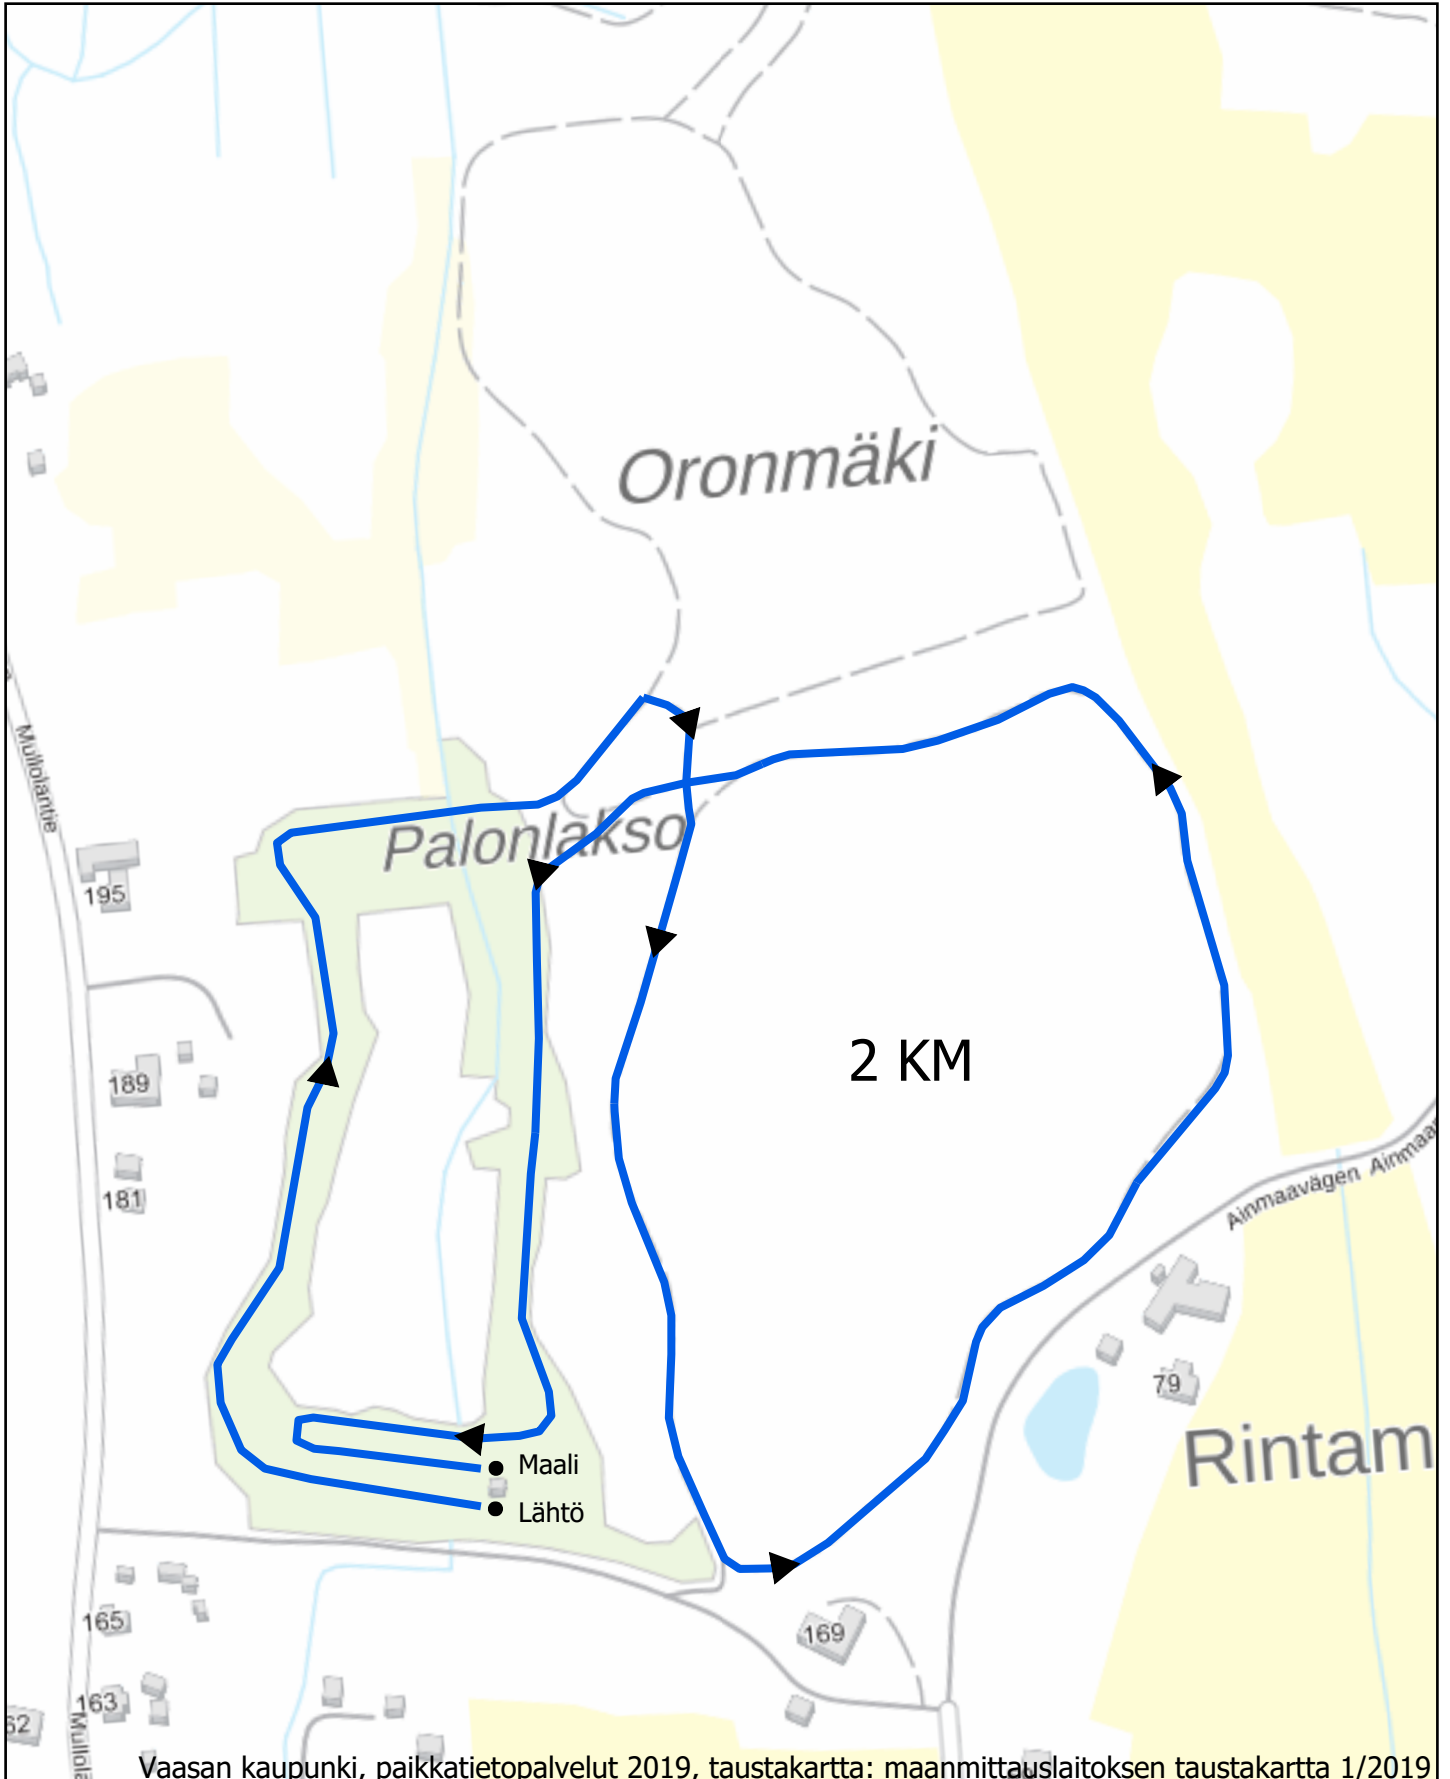 Oronmäki
Mullolantie
Palonlakso
195
2 KM
189
Ainmaavägen
181
79
Rintam
Maali
Lähtö
165
169
163
62
Vaasan kaupunki, paikkatietopalvelut 2019, taustakartta: maanmittauslaitoksen taustakartta 1/2019